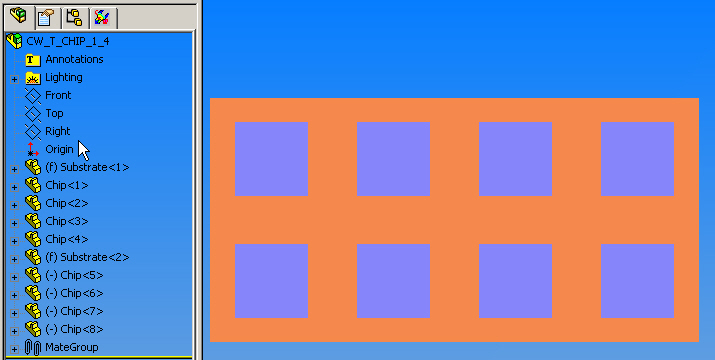 CW_T_CHIP_1_4
T Annotations
Lighting
Front
Top
Right
Origin
(f) Substrate<1>
Chip<1>
Chip<2>
Chip<3>
Chip<4>
(f) Substrate<2>
(-) Chip<5>
(-) Chip<6>
(-) Chip<7>
(-) Chip<8>
MateGroup